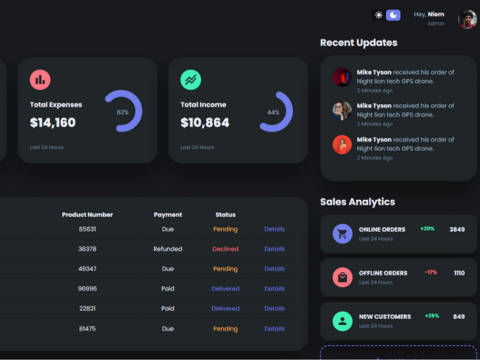 Hey, Niem
Admin
Recent Updates
Mike Tyson received his order of
Night lion tech GPS drone.
2 Minutes Ago
Mike Tyson received his order of
Night lion tech GPS drone.
2 Minutes Ago
Mike Tyson received his order of
Night lion tech GPS drone.
2 Minutes Ago
Total Expenses
$14,160
62%
Last 24 Hours
Total Income
$10,864
44%
Last 24 Hours
Product Number Payment Status
85631 Due Pending Details
36378 Refunded Declined Details
49347 Due Pending Details
96996 Paid Delivered Details
22821 Paid Delivered Details
81475 Due Pending Details
Sales Analytics
ONLINE ORDERS +39% 3849
Last 24 Hours
OFFLINE ORDERS -17% 1110
Last 24 Hours
NEW CUSTOMERS +25% 849
Last 24 Hours